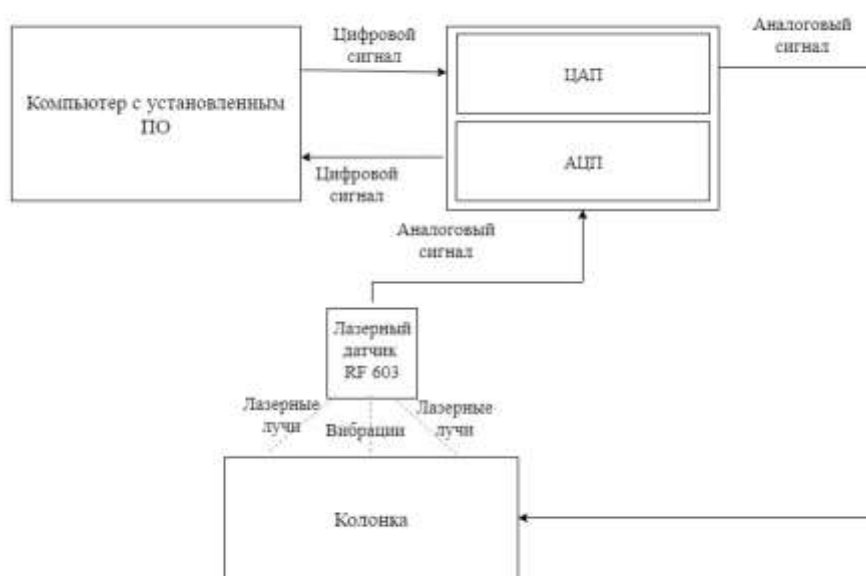 Цифровой
сигнал
Аналоговый
сигнал
Компьютер с установленным
ПО
ЦАП
АЦП
Цифровой
сигнал
Аналоговый
сигнал
Лазерный
датчик
RF 603
Лазерные
лучи
Вибрации
Лазерные
лучи
Колонка